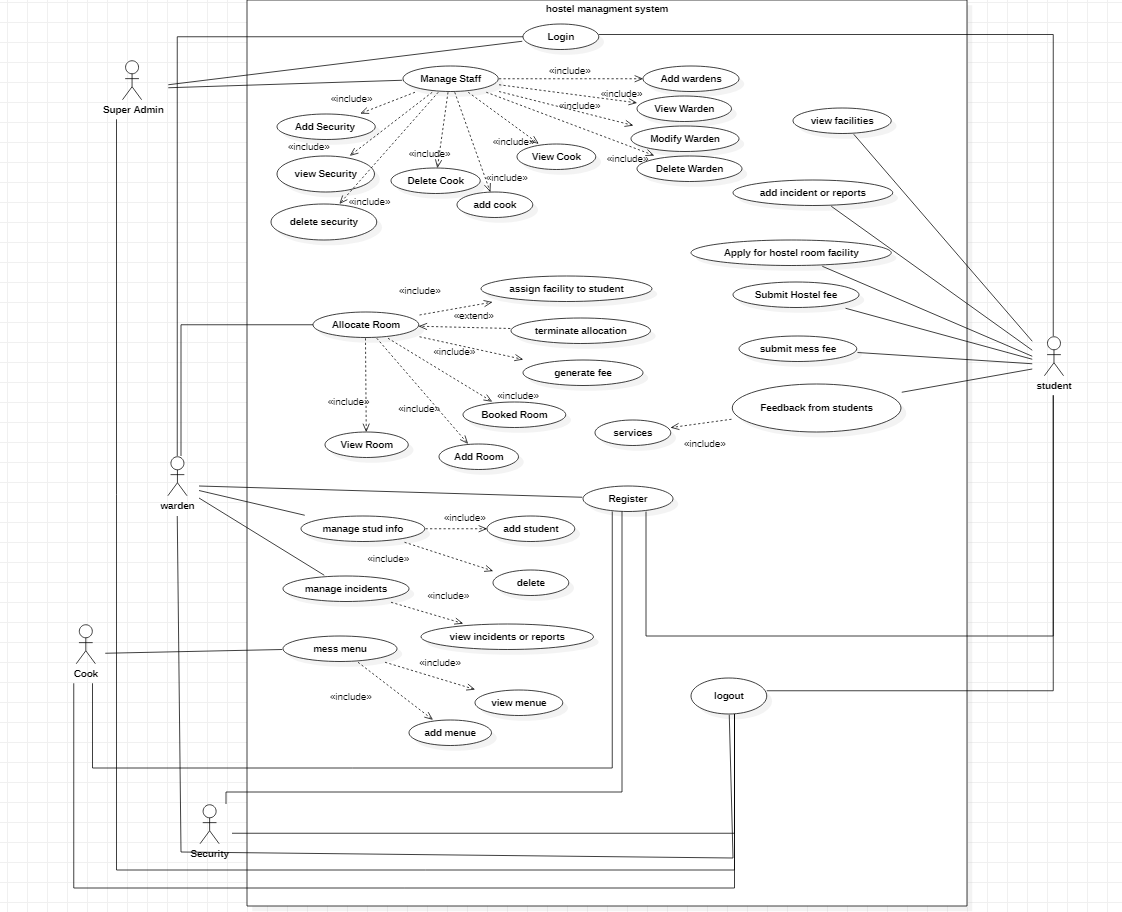 hostel managment system
Login
Super Admin
Manage Staff
«include»
Add wardens
«include»
View Warden
«include»
«include»
Add Security
view facilities
«include»
«include»
Modify Warden
«include»
View Cook
«include»
Delete Warden
view Security
Delete Cook
«include»
add cook
«include»
delete security
add incident or reports
Apply for hostel room facility
«include»
assign facility to student
Submit Hostel fee
Allocate Room
«extend»
terminate allocation
«include»
submit mess fee
generate fee
student
«include»
«include»
«include»
Booked Room
Feedback from students
services
«include»
View Room
Add Room
warden
Register
manage stud info
«include»
add student
«include»
delete
manage incidents
«include»
view incidents or reports
mess menu
«include»
Cook
«include»
view menue
logout
add menue
Security